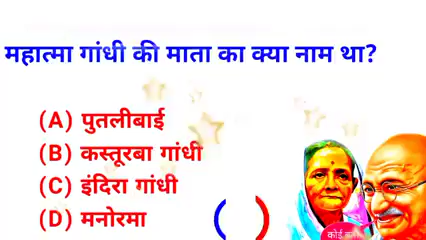 महात्मा गांधी की माता का क्या नाम था?
(A) पुतलीबाई
(B) कस्तूरबा गांधी
(C) इंदिरा गांधी
(D) मनोरमा
कोई